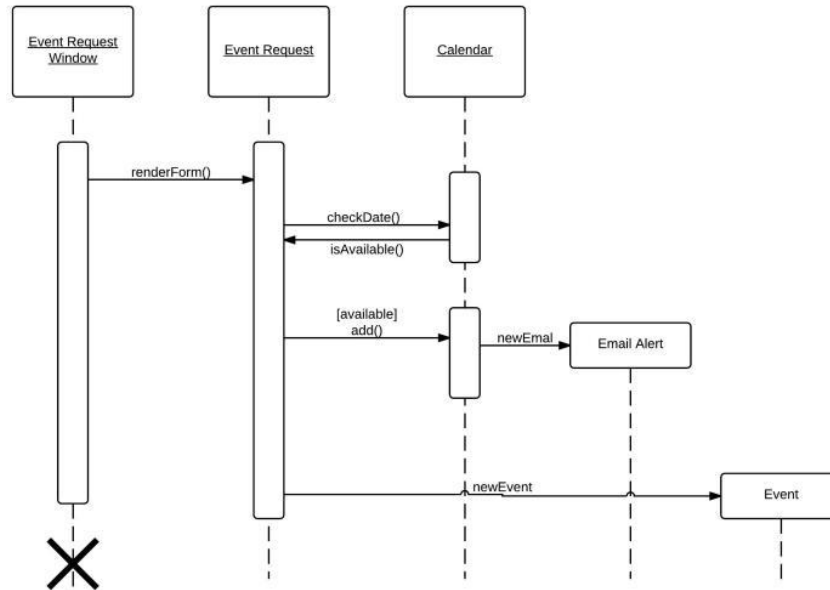 Event Request
Window
Event Request
Calendar
renderForm()
checkDate()
isAvailable()
[available]
add()
newEmal
Email Alert
newEvent
Event